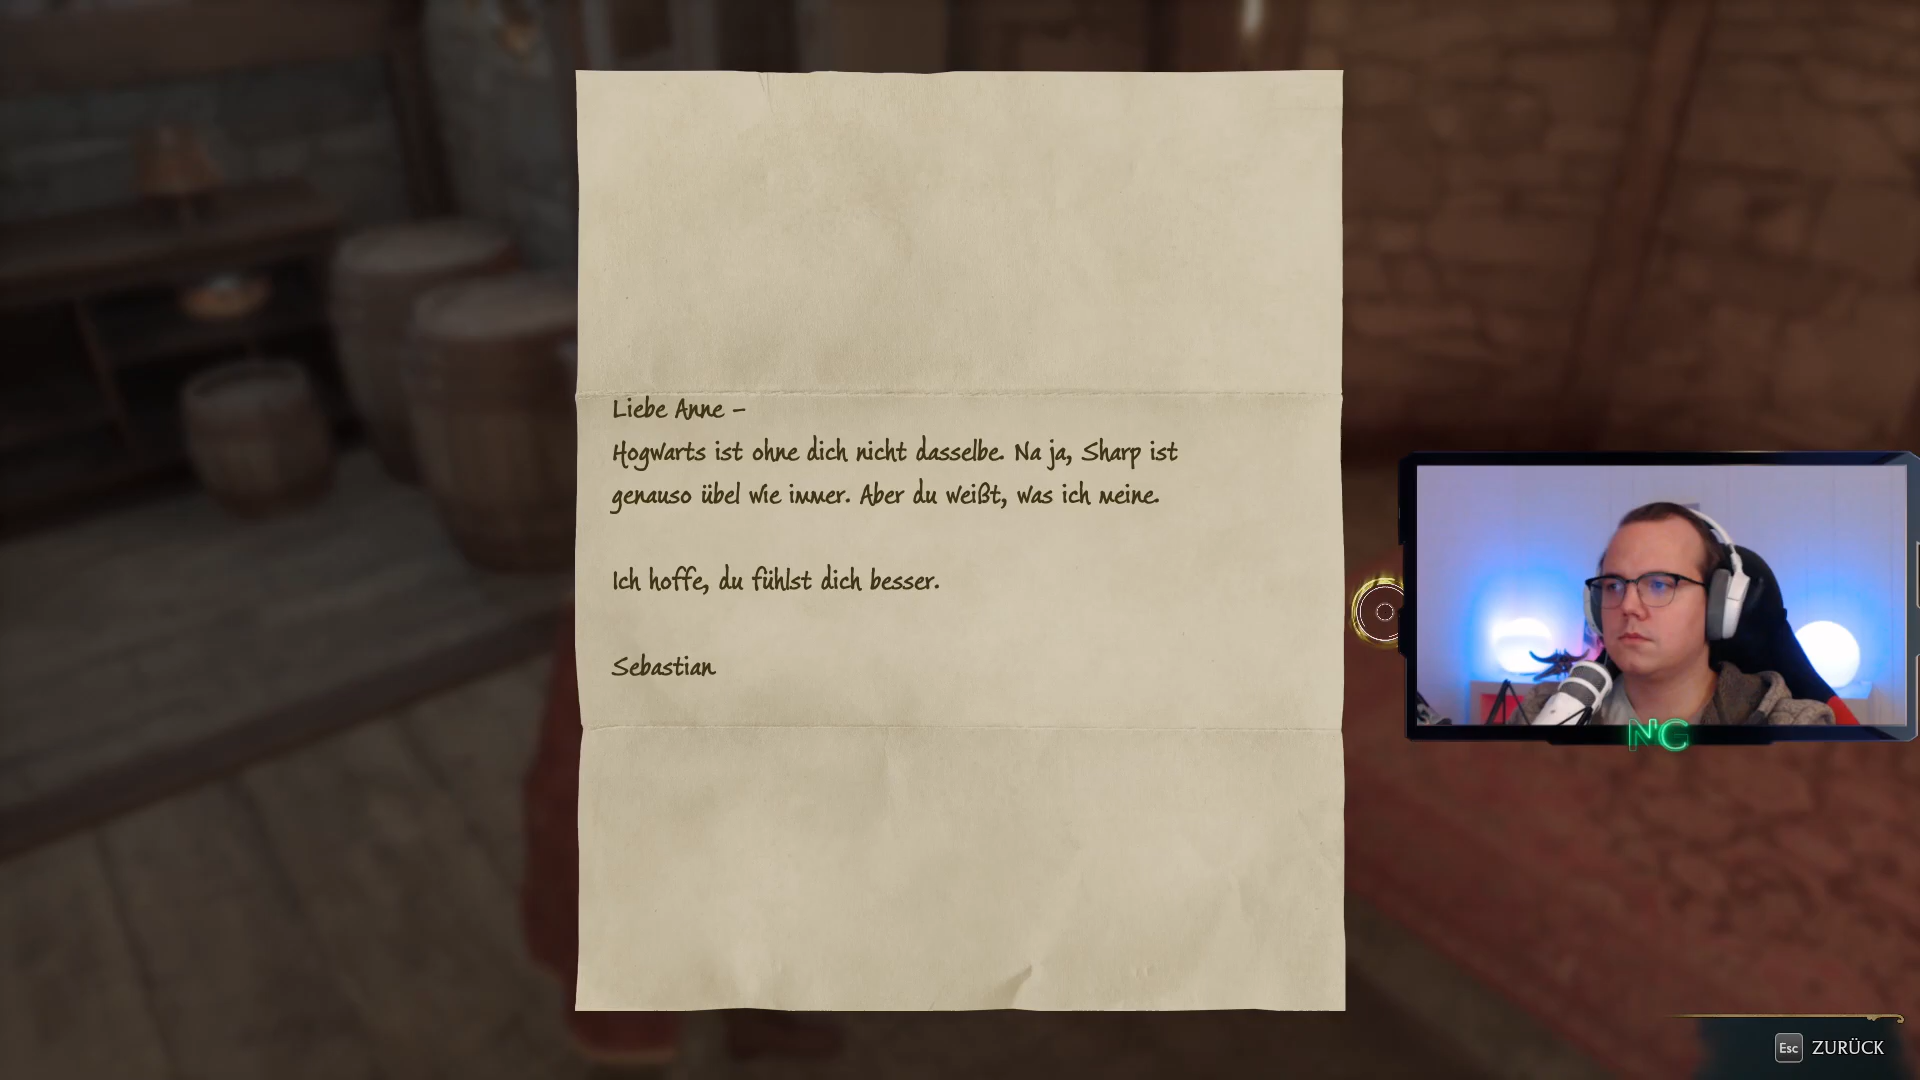 Liebe Anne –
Hogwarts ist ohne dich nicht dasselbe. Na ja, Sharp ist
genauso übel wie immer. Aber du weißt, was ich meine.
Ich hoffe, du fühlst dich besser.
Sebastian
NG
Esc ZURÜCK